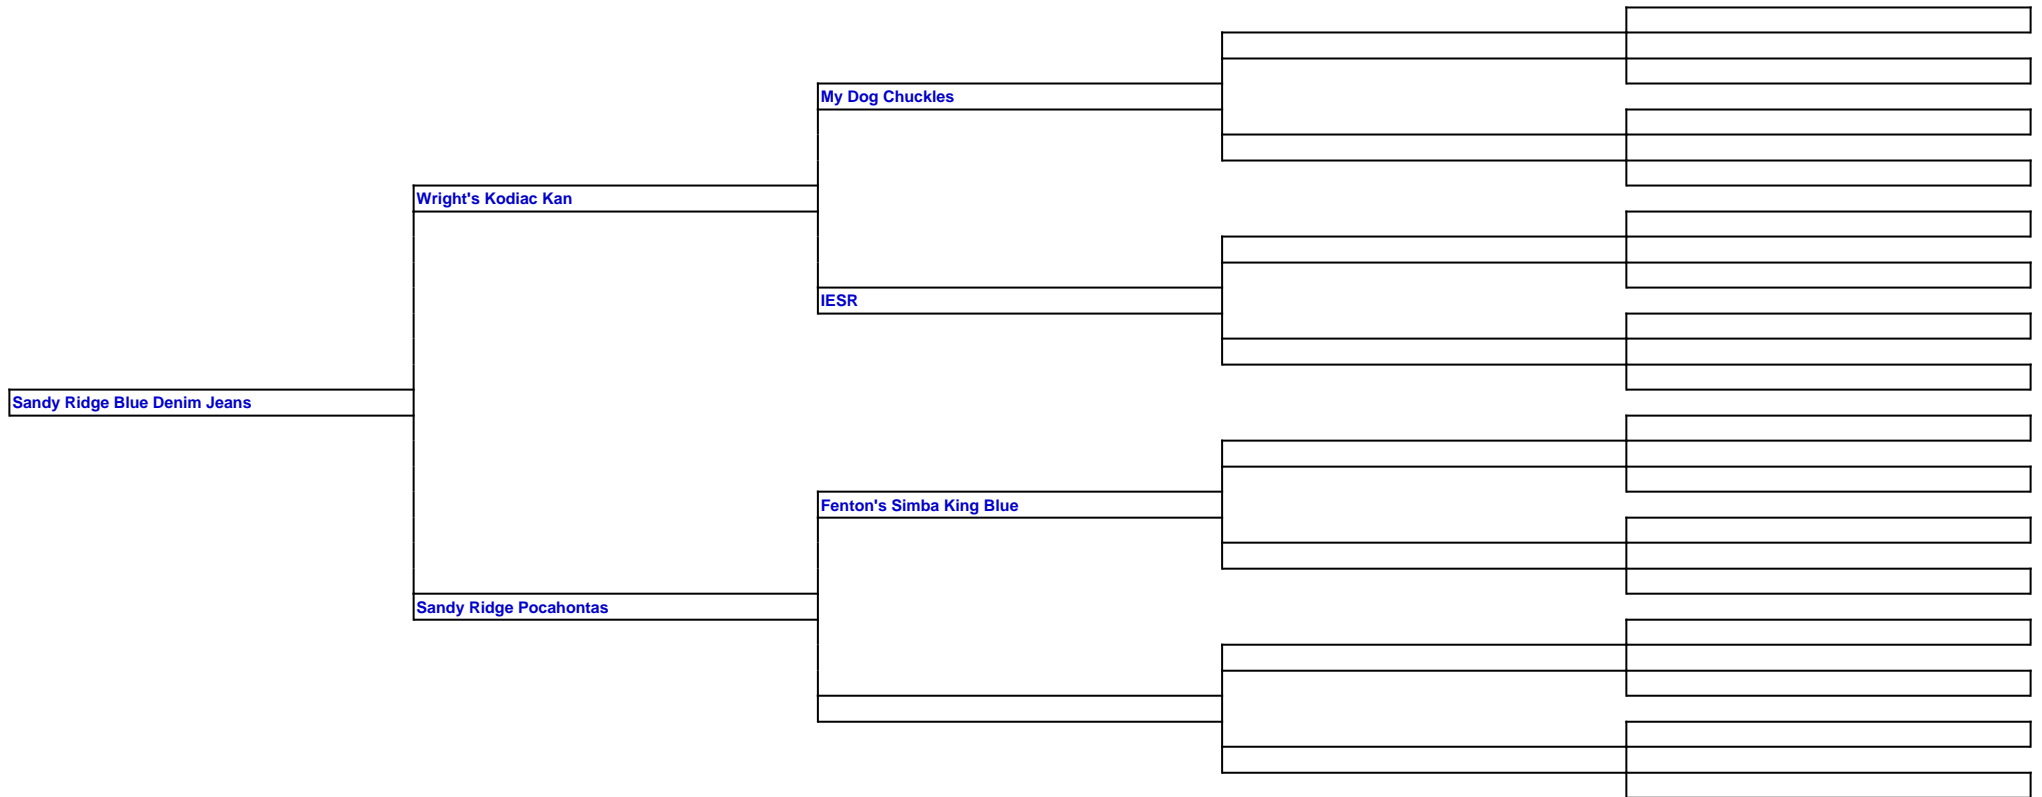 My Dog Chuckles
Wright's Kodiac Kan
IESR
Sandy Ridge Blue Denim Jeans
Fenton's Simba King Blue
Sandy Ridge Pocahontas